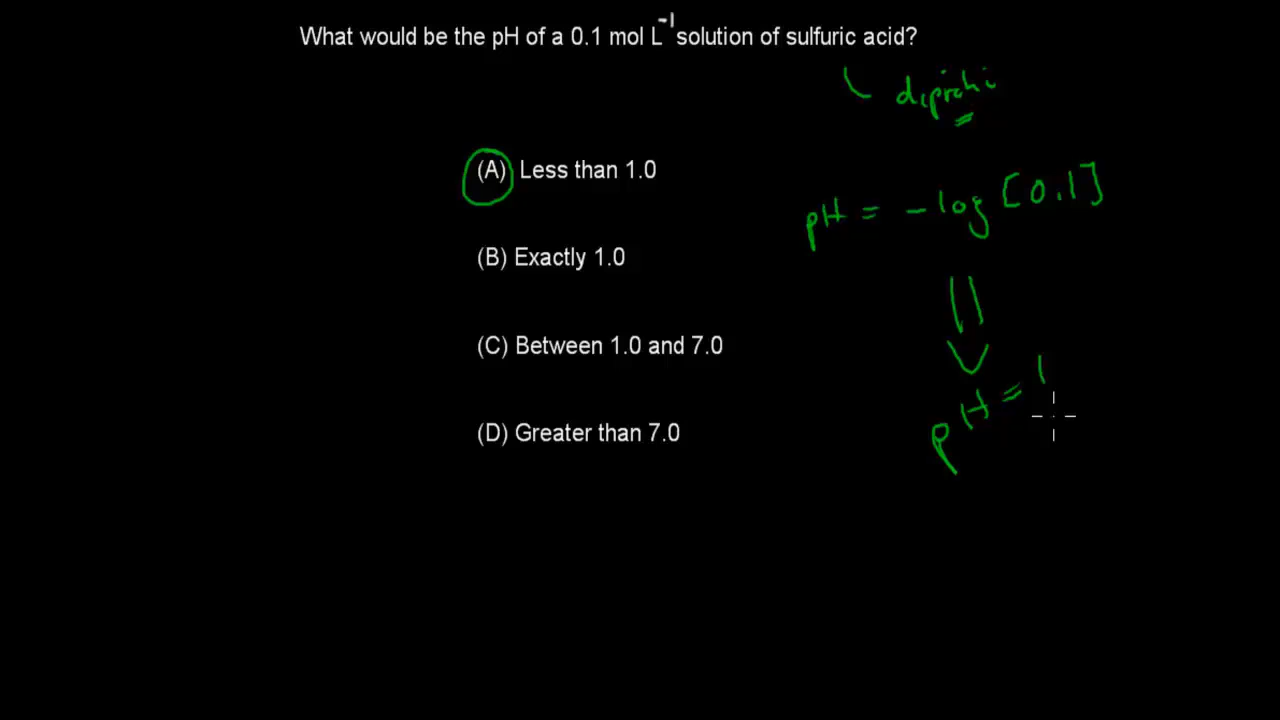 What would be the pH of a 0.1 mol L⁻¹ solution of sulfuric acid?
diprotic
(A) Less than 1.0
pH = -log [0.1]
(B) Exactly 1.0
(C) Between 1.0 and 7.0
pH = 1
(D) Greater than 7.0